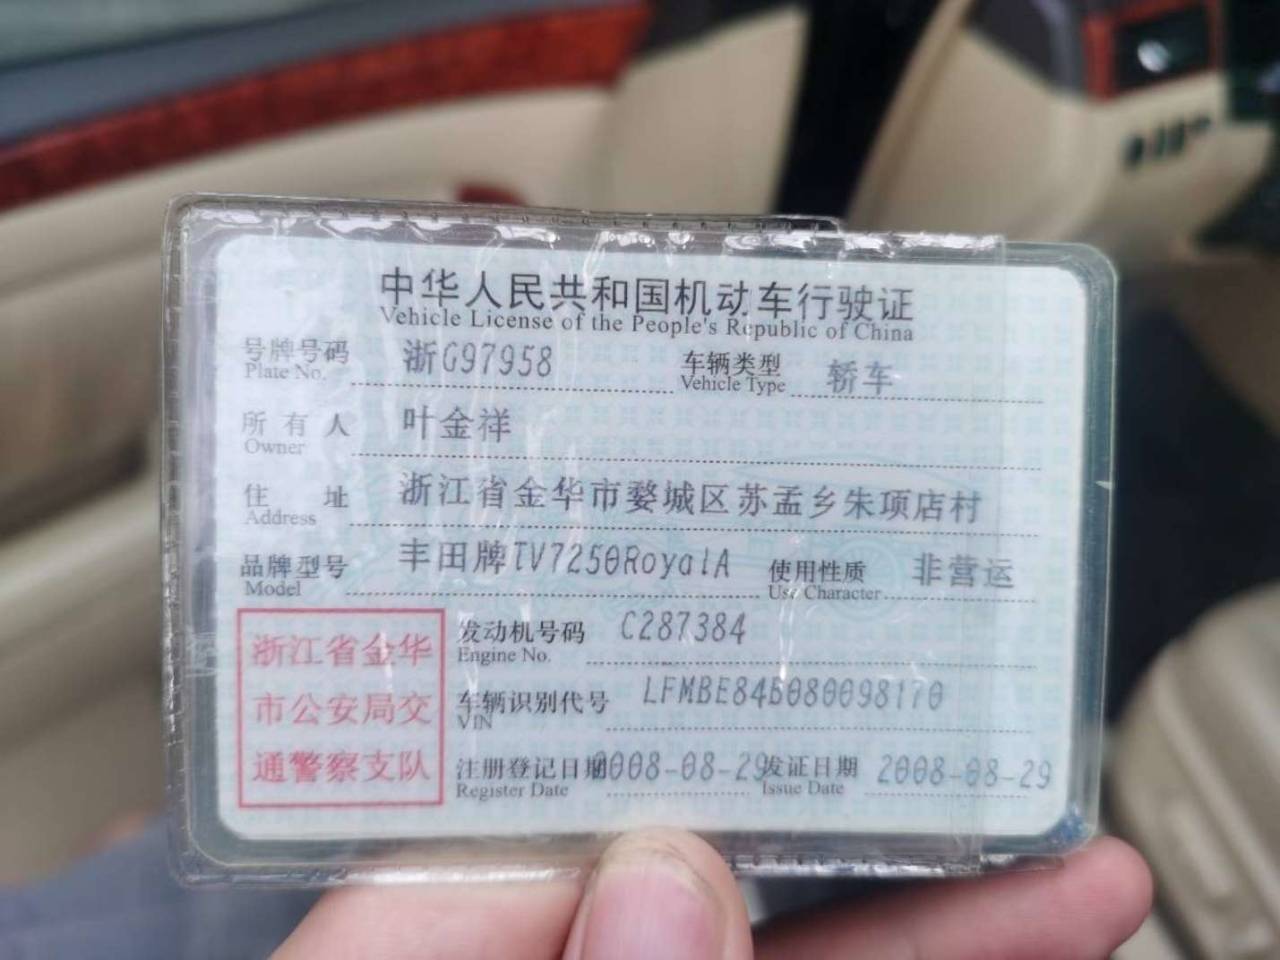 中华人民共和国机动车行驶证
Vehicle License of the People's Republic of China
号牌号码 浙G97958 车辆类型 轿车
Plate No. Vehicle Type
所有人 叶金祥
Owner
住址 浙江省金华市婺城区苏孟乡朱项店村
Address
品牌型号 丰田牌TV7250RoyalA 使用性质 非营运
Model Use Character
浙江省金华
市公安局交
通警察支队
发动机号码 C287384
Engine No.
车辆识别代号 LFMBE84B080098170
VIN
注册登记日期 2008-08-29 发证日期 2008-08-29
Register Date Issue Date